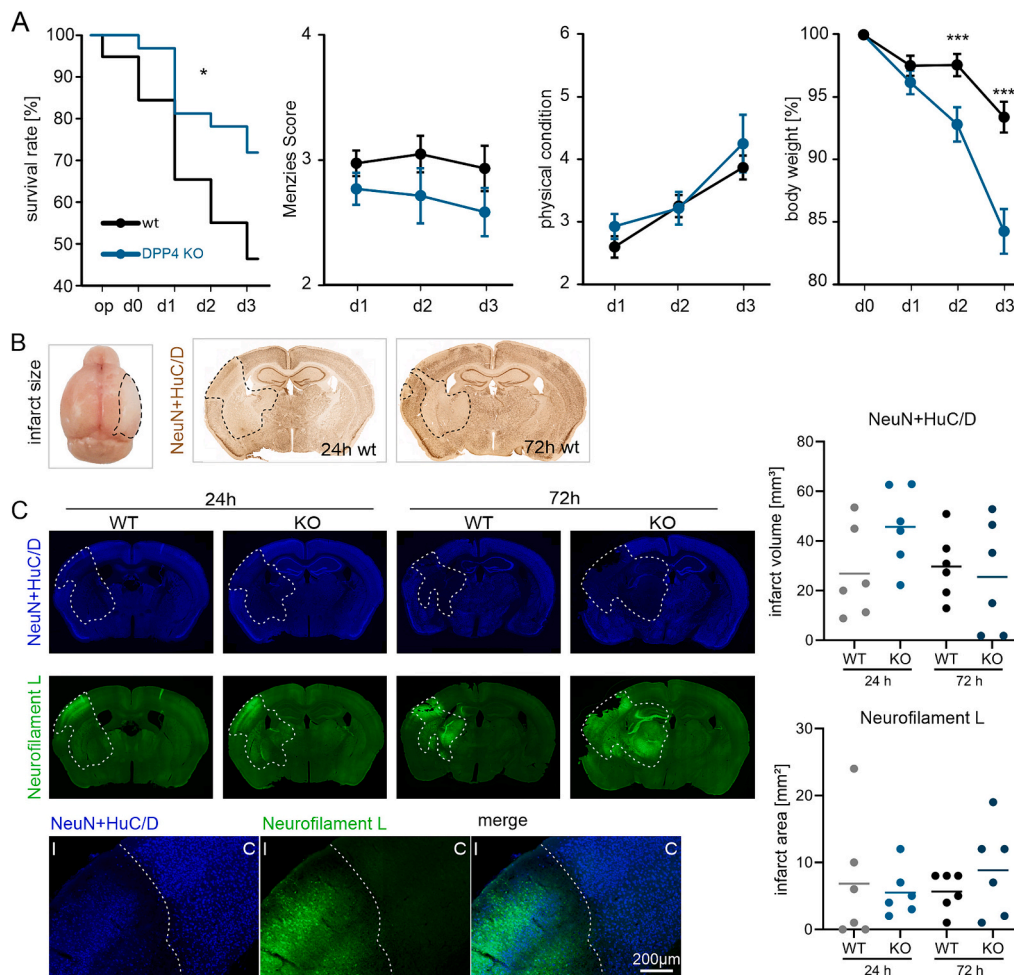 A
survival rate [%]
100
90
80
70
60
50
40
*
wt
DPP4 KO
op d0 d1 d2 d3
Menzies Score
4
3
2
d1 d2 d3
physical condition
6
5
4
3
2
d1 d2 d3
body weight [%]
100
95
90
85
80
***
***
d0 d1 d2 d3
B
infarct size
NeuN+HuC/D
24h wt
72h wt
C
24h 72h
WT KO WT KO
NeuN+HuC/D
Neurofilament L
NeuN+HuC/D Neurofilament L merge
I C I C I C
200µm
NeuN+HuC/D
infarct volume [mm³]
80
60
40
20
0
WT KO WT KO
24 h 72 h
Neurofilament L
infarct area [mm²]
30
20
10
0
WT KO WT KO
24 h 72 h